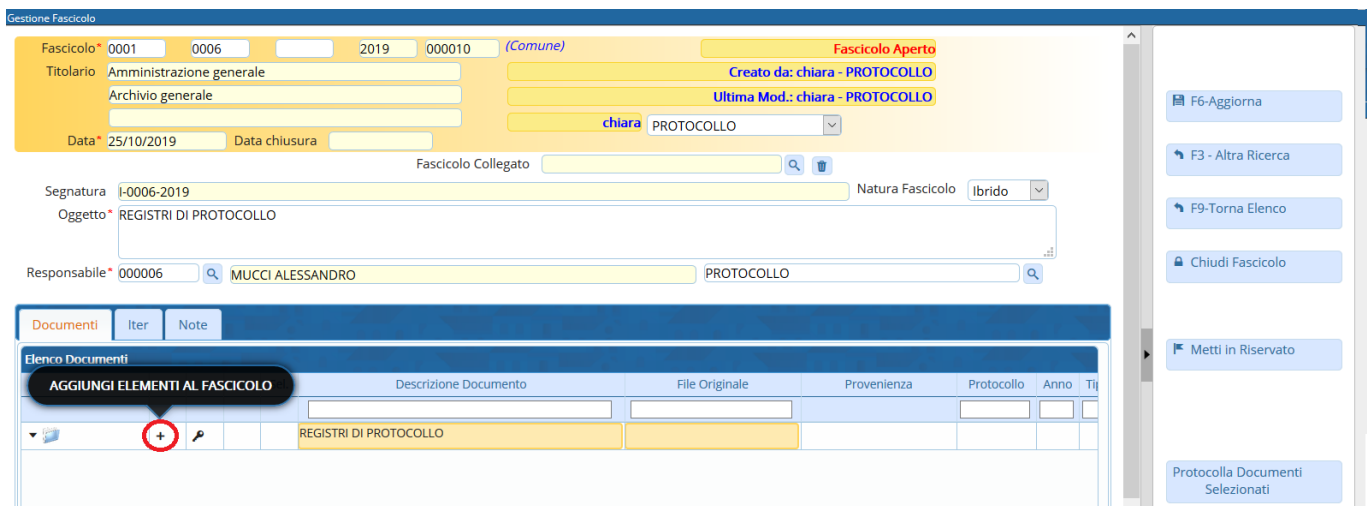 Gestione Fascicolo
Fascicolo* 0001 0006 2019 000010 (Comune) Fascicolo Aperto
Titolario Amministrazione generale Creato da: chiara - PROTOCOLLO
Archivio generale Ultima Mod.: chiara - PROTOCOLLO
chiara PROTOCOLLO
Data* 25/10/2019 Data chiusura
Fascicolo Collegato
Segnatura I-0006-2019 Natura Fascicolo Ibrido
Oggetto* REGISTRI DI PROTOCOLLO
Responsabile* 000006 MUCCI ALESSANDRO PROTOCOLLO
Documenti Iter Note
Elenco Documenti
AGGIUNGI ELEMENTI AL FASCICOLO
Descrizione Documento File Originale Provenienza Protocollo Anno
+ REGISTRI DI PROTOCOLLO
F6-Aggiorna
F3 - Altra Ricerca
F9-Torna Elenco
Chiudi Fascicolo
Metti in Riservato
Protocolla Documenti
Selezionati